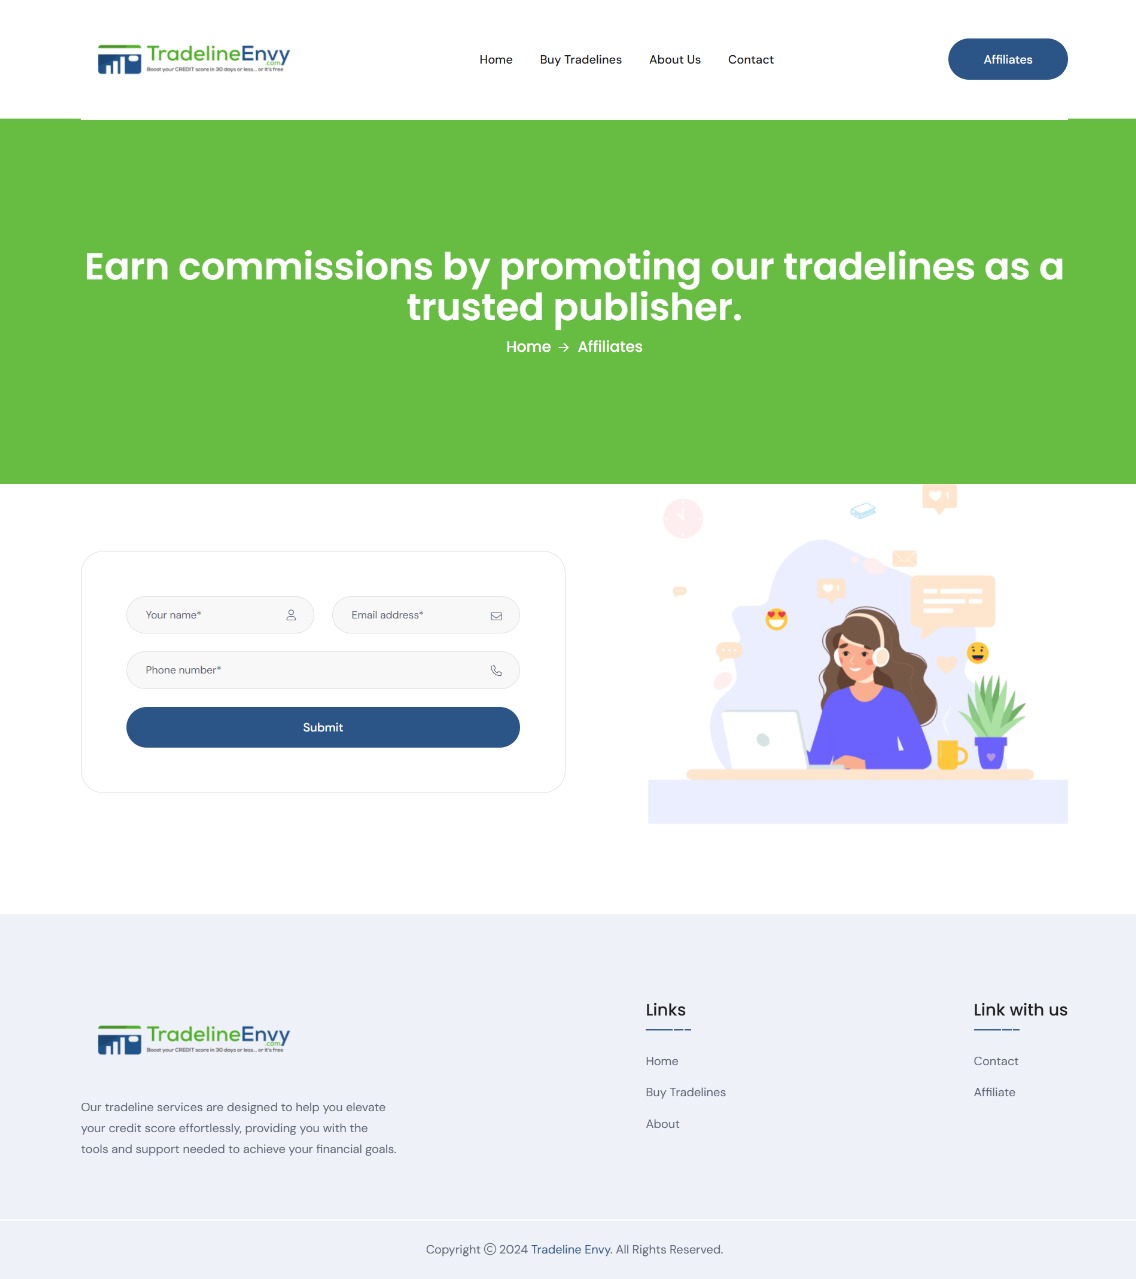 TradelineEnvy
.com
Boost your CREDIT score in 30 days or less... or it's free
Home
Buy Tradelines
About Us
Contact
Affiliates
Earn commissions by promoting our tradelines as a
trusted publisher.
Home → Affiliates
Your name*
Email address*
Phone number*
Submit
1
1
TradelineEnvy
.com
Boost your CREDIT score in 30 days or less... or it's free
Our tradeline services are designed to help you elevate
your credit score effortlessly, providing you with the
tools and support needed to achieve your financial goals.
Links
Home
Buy Tradelines
About
Link with us
Contact
Affiliate
Copyright © 2024 Tradeline Envy. All Rights Reserved.